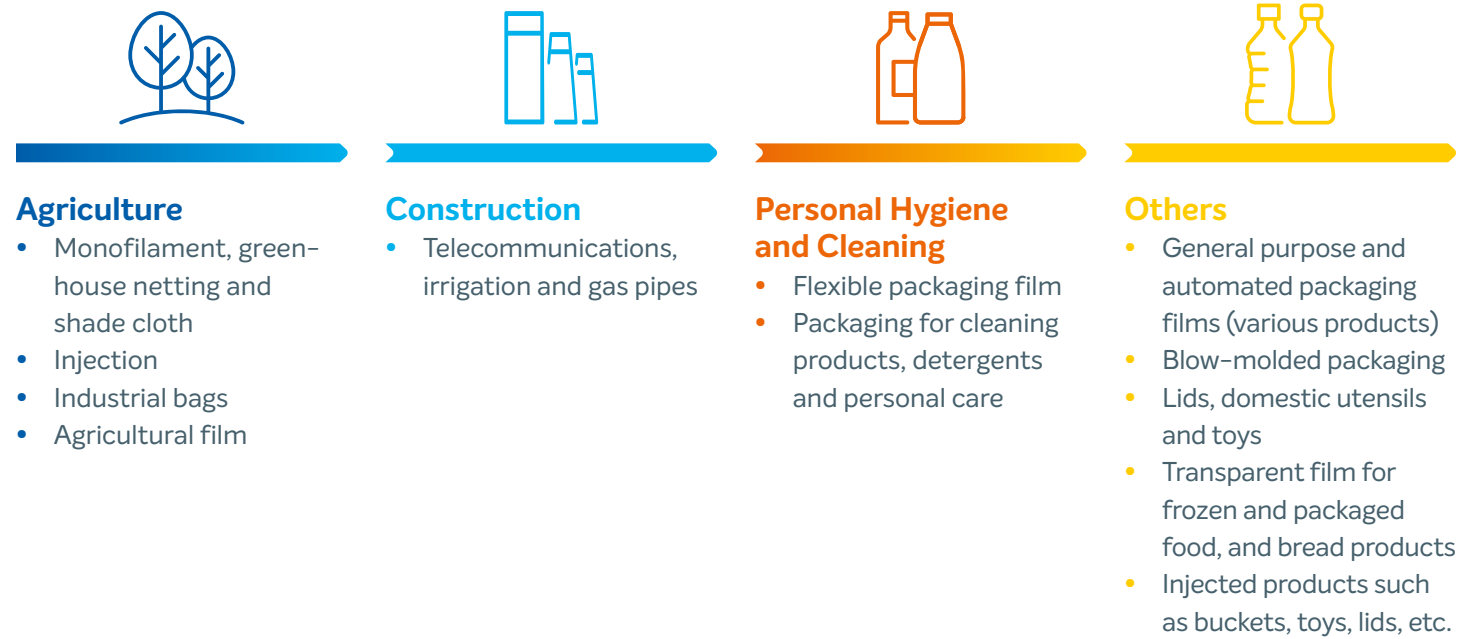 Agriculture
• Monofilament, green-
house netting and
shade cloth
• Injection
• Industrial bags
• Agricultural film
Construction
• Telecommunications,
irrigation and gas pipes
Personal Hygiene
and Cleaning
• Flexible packaging film
• Packaging for cleaning
products, detergents
and personal care
Others
• General purpose and
automated packaging
films (various products)
• Blow-molded packaging
• Lids, domestic utensils
and toys
• Transparent film for
frozen and packaged
food, and bread products
• Injected products such
as buckets, toys, lids, etc.